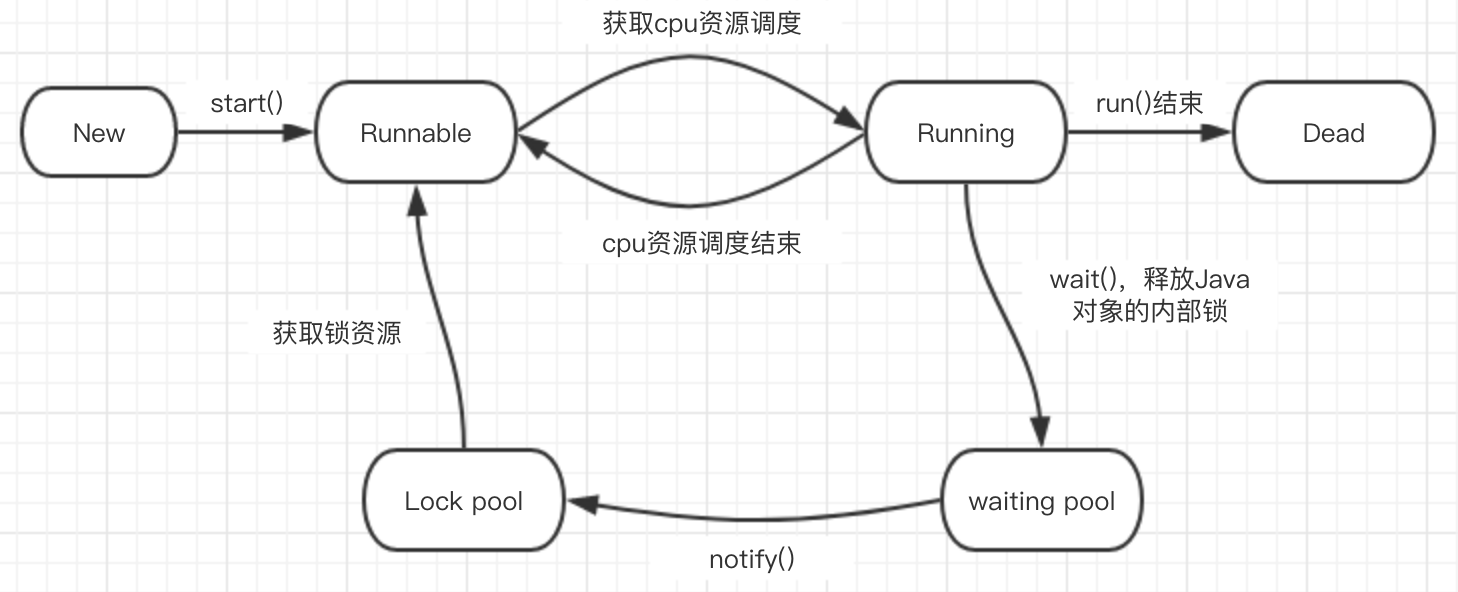 获取cpu资源调度
New
start()
Runnable
Running
run()结束
Dead
cpu资源调度结束
wait()，释放Java
对象的内部锁
获取锁资源
Lock pool
waiting pool
notify()